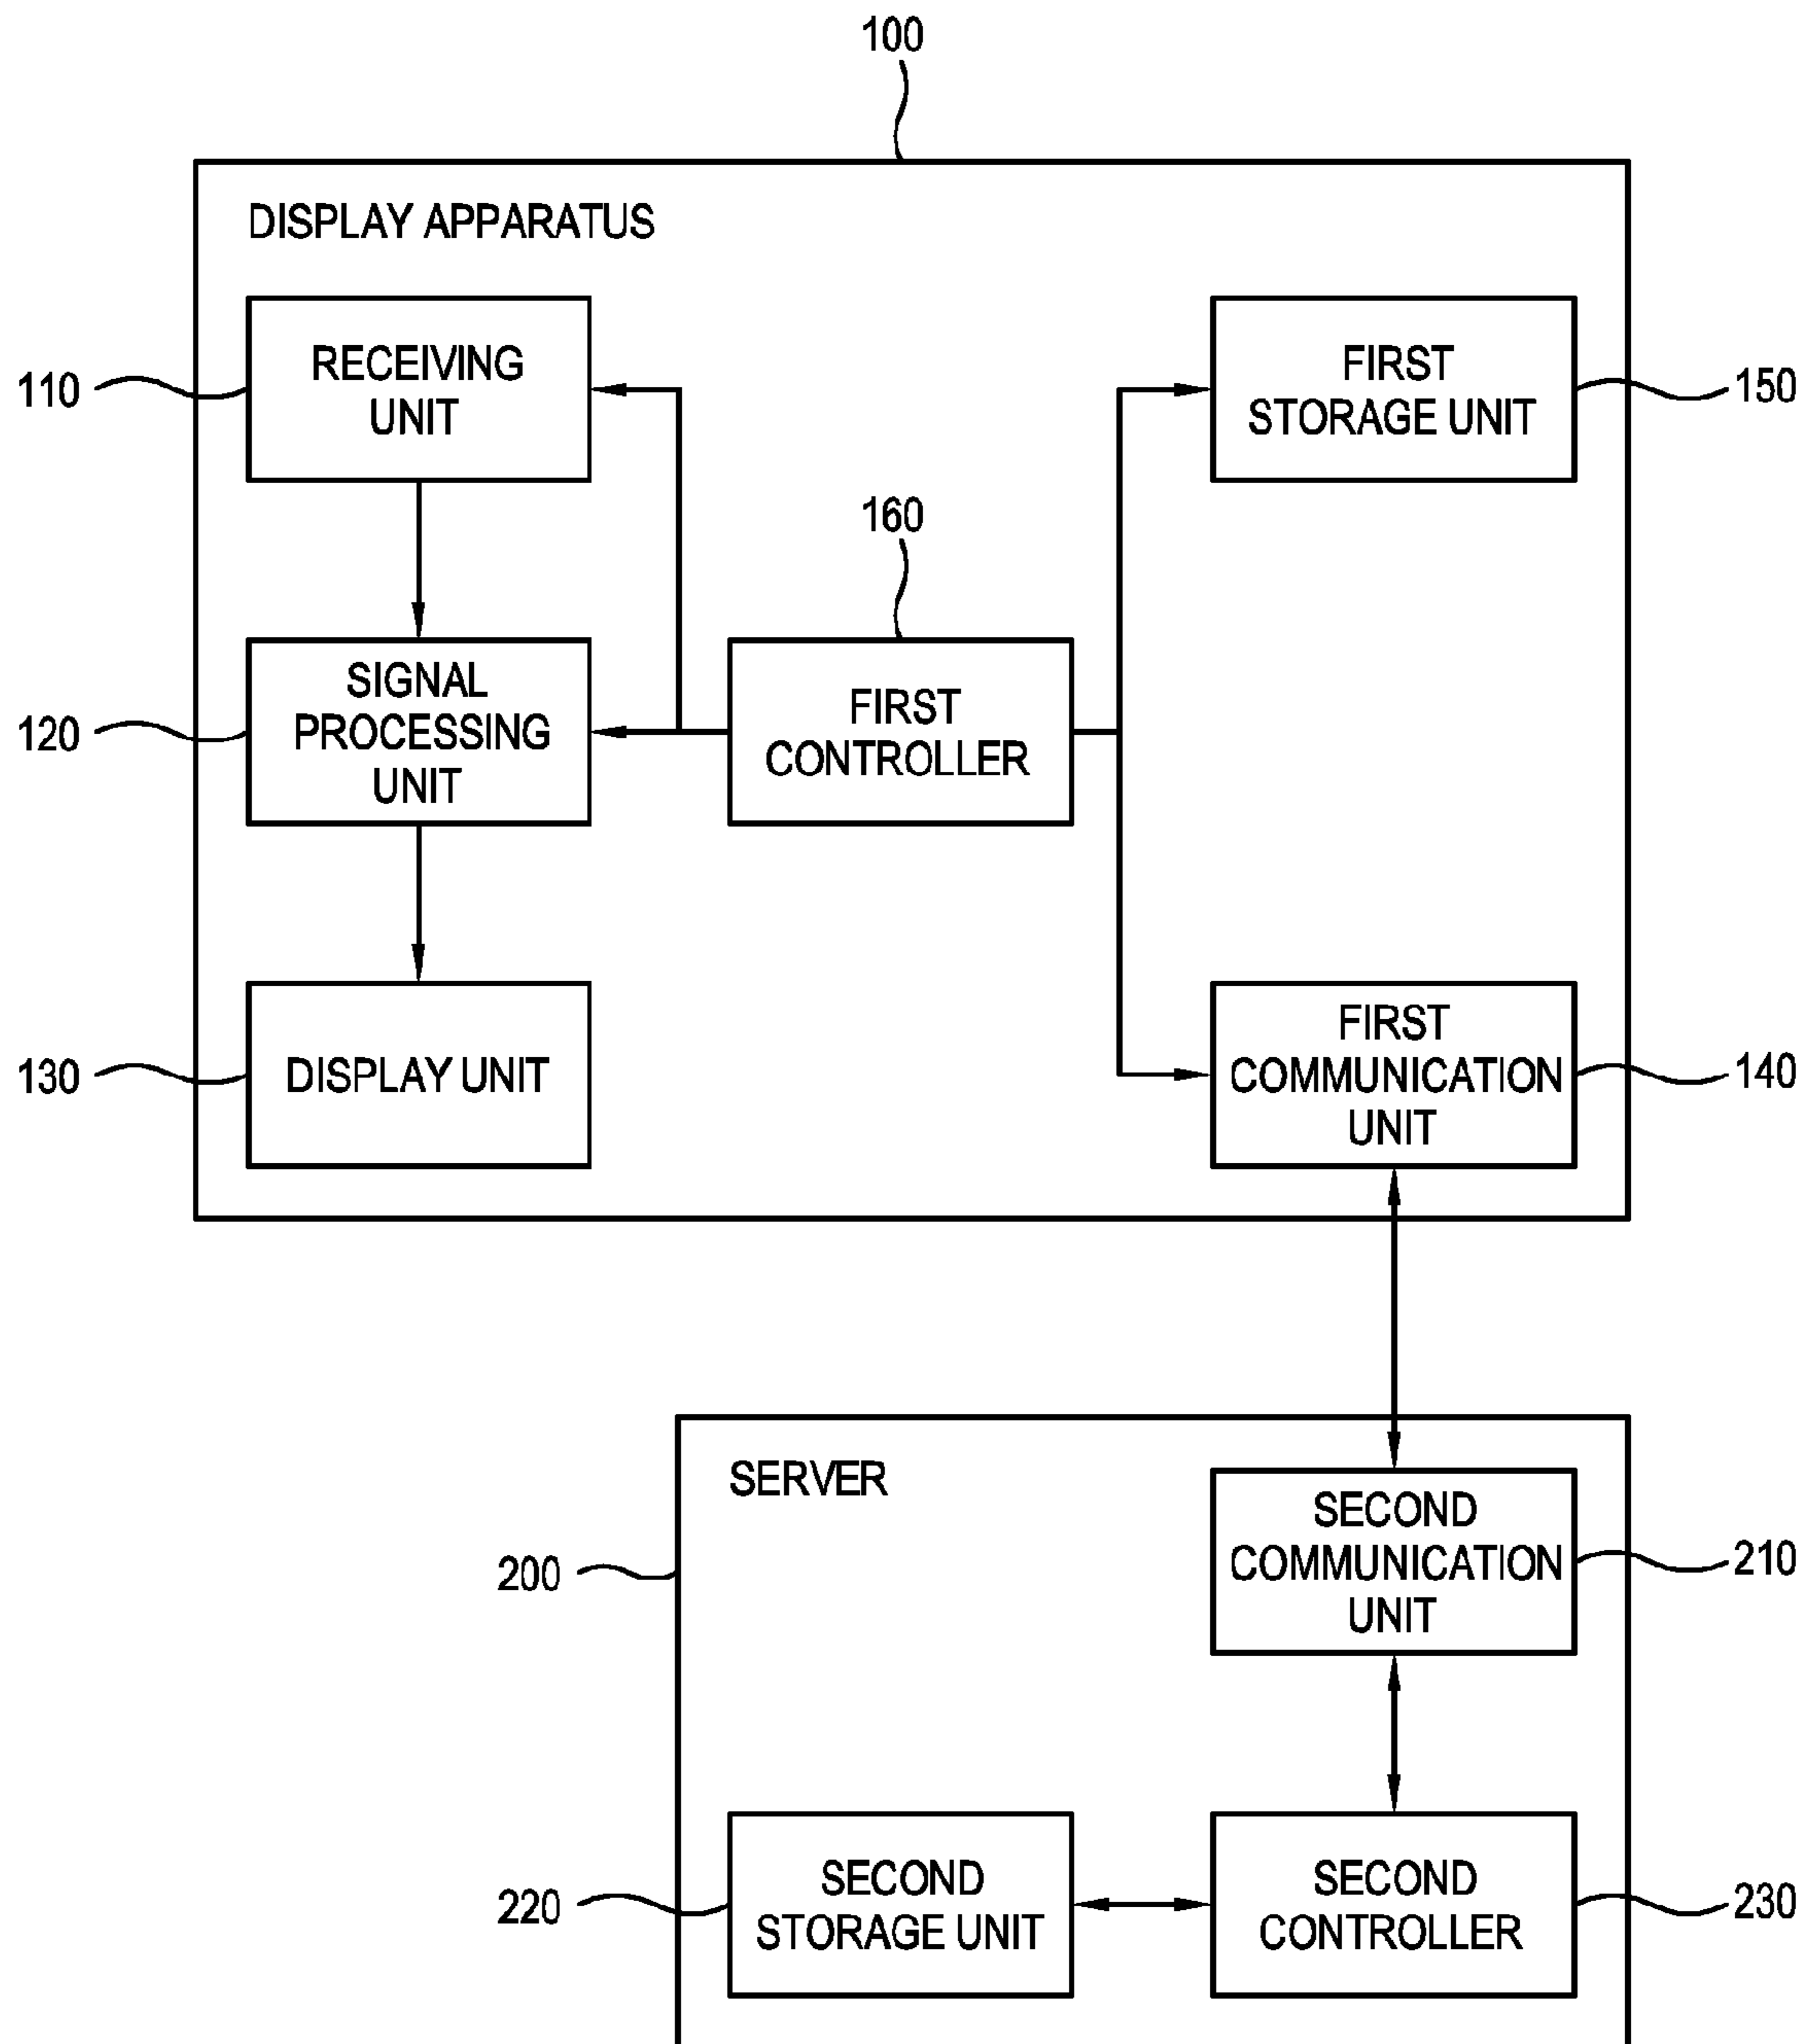 100
DISPLAY APPARATUS
RECEIVING
UNIT
110
FIRST
STORAGE UNIT
150
160
SIGNAL
PROCESSING
UNIT
120
FIRST
CONTROLLER
DISPLAY UNIT
130
FIRST
COMMUNICATION
UNIT
140
SERVER
200
SECOND
COMMUNICATION
UNIT
210
SECOND
STORAGE UNIT
220
SECOND
CONTROLLER
230